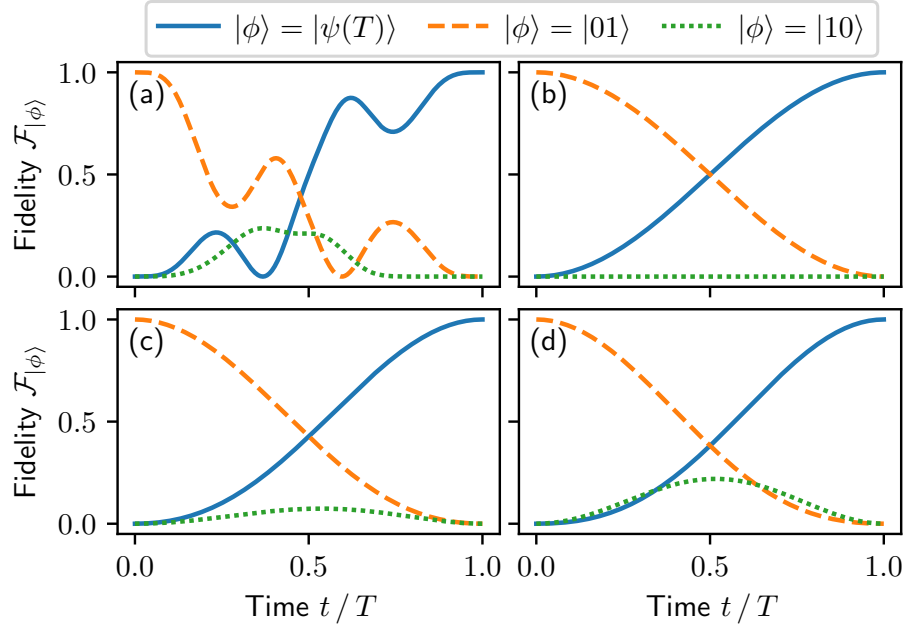 |ϕ⟩ = |ψ(T)⟩ |ϕ⟩ = |01⟩ |ϕ⟩ = |10⟩
(a) (b)
1.0
0.5
0.0
Fidelity 𝓕|ϕ⟩
(c) (d)
1.0
0.5
0.0
Fidelity 𝓕|ϕ⟩
0.0 0.5 1.0 0.0 0.5 1.0
Time t / T Time t / T